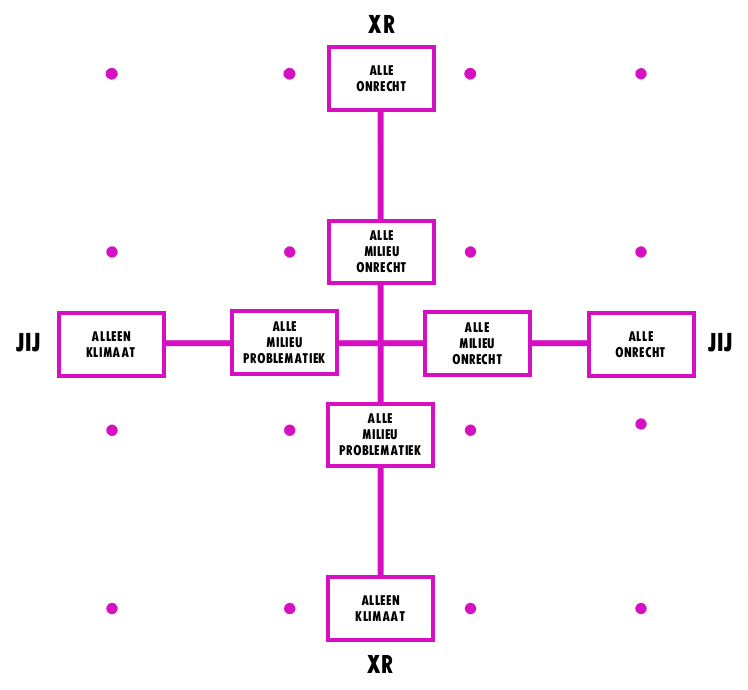 XR
ALLE
ONRECHT
ALLE
MILIEU
ONRECHT
JIJ
ALLEEN
KLIMAAT
ALLE
MILIEU
PROBLEMATIEK
ALLE
MILIEU
ONRECHT
ALLE
ONRECHT
JIJ
ALLE
MILIEU
PROBLEMATIEK
ALLEEN
KLIMAAT
XR